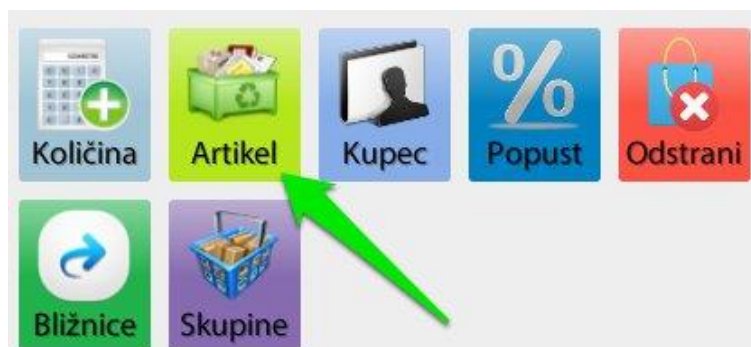 Količina
Artikel
Kupec
%
Popust
Odstrani
Bližnice
Skupine